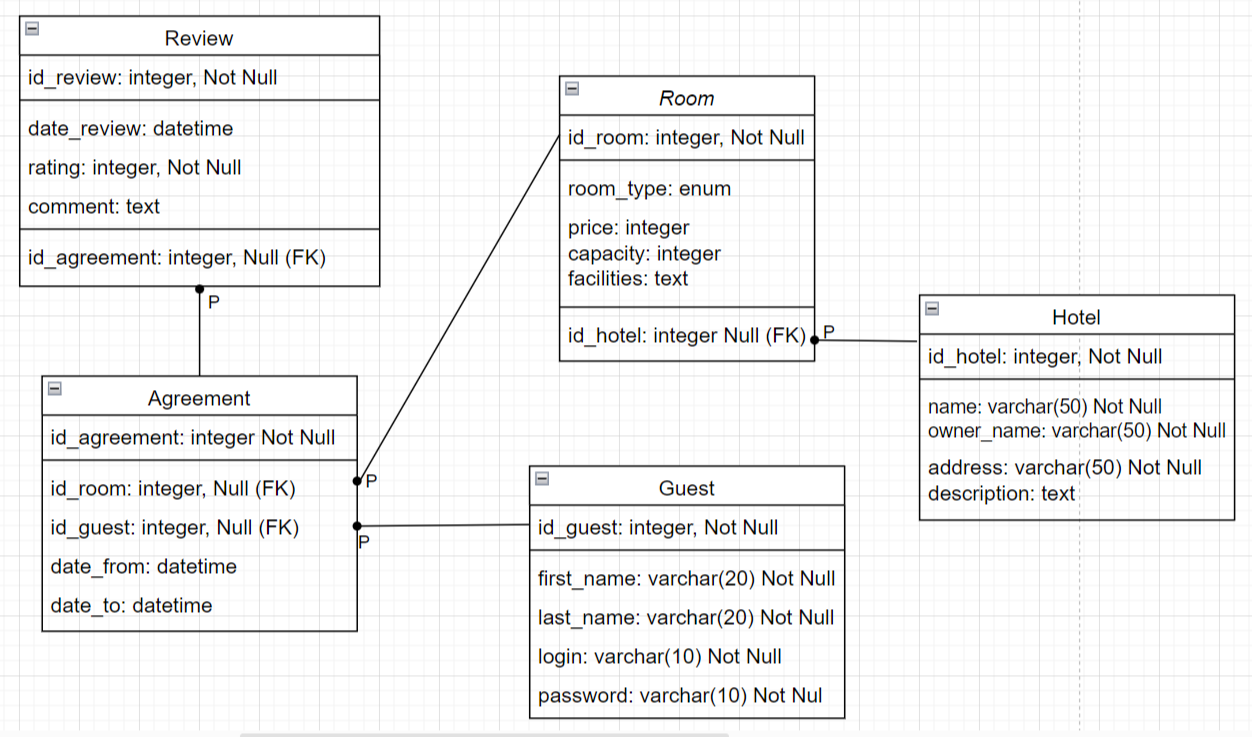 Review
id_review: integer, Not Null
date_review: datetime
rating: integer, Not Null
comment: text
id_agreement: integer, Null (FK)
P
Agreement
id_agreement: integer Not Null
id_room: integer, Null (FK)
id_guest: integer, Null (FK)
date_from: datetime
date_to: datetime
P
P
Room
id_room: integer, Not Null
room_type: enum
price: integer
capacity: integer
facilities: text
id_hotel: integer Null (FK)
P
Guest
id_guest: integer, Not Null
first_name: varchar(20) Not Null
last_name: varchar(20) Not Null
login: varchar(10) Not Null
password: varchar(10) Not Nul
Hotel
id_hotel: integer, Not Null
name: varchar(50) Not Null
owner_name: varchar(50) Not Null
address: varchar(50) Not Null
description: text